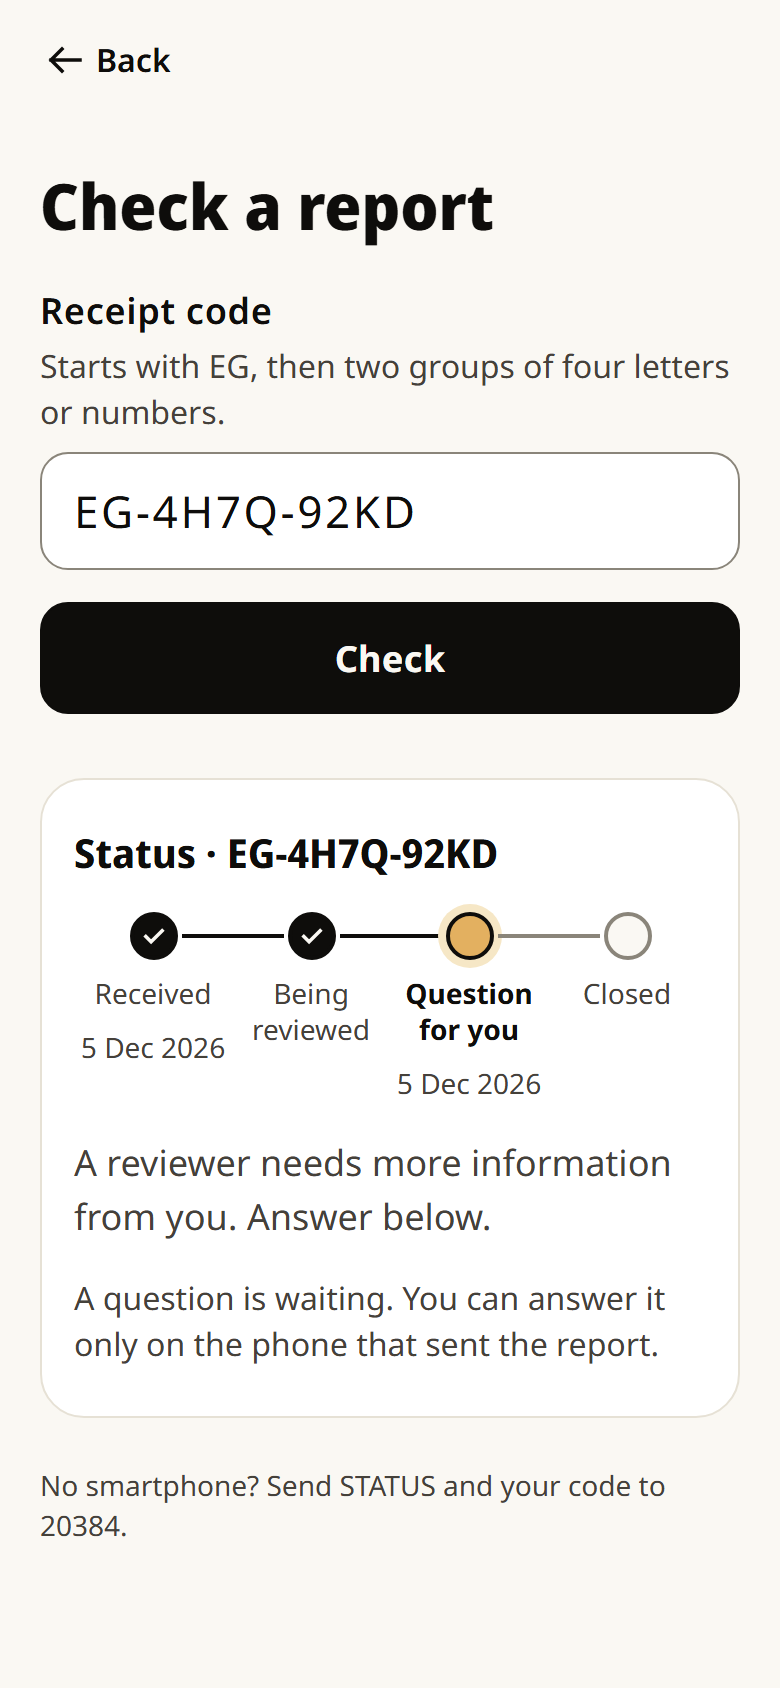 Back
Check a report
Receipt code
Starts with EG, then two groups of four letters
or numbers.
EG-4H7Q-92KD
Check
Status · EG-4H7Q-92KD
Received
5 Dec 2026
Being
reviewed
Question
for you
5 Dec 2026
Closed
A reviewer needs more information
from you. Answer below.
A question is waiting. You can answer it
only on the phone that sent the report.
No smartphone? Send STATUS and your code to
20384.